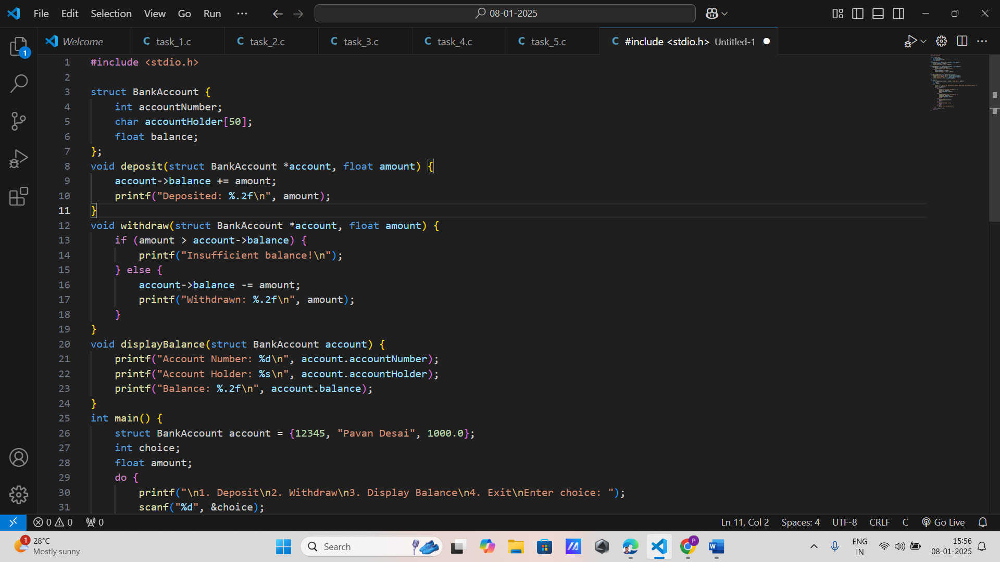 File Edit Selection View Go Run ··· 08-01-2025
Welcome task_1.c task_2.c task_3.c task_4.c task_5.c #include <stdio.h> Untitled-1
1 #include <stdio.h>
2
3 struct BankAccount {
4     int accountNumber;
5     char accountHolder[50];
6     float balance;
7 };
8 void deposit(struct BankAccount *account, float amount) {
9     account->balance += amount;
10     printf("Deposited: %.2f\n", amount);
11 }
12 void withdraw(struct BankAccount *account, float amount) {
13     if (amount > account->balance) {
14         printf("Insufficient balance!\n");
15     } else {
16         account->balance -= amount;
17         printf("Withdrawn: %.2f\n", amount);
18     }
19 }
20 void displayBalance(struct BankAccount account) {
21     printf("Account Number: %d\n", account.accountNumber);
22     printf("Account Holder: %s\n", account.accountHolder);
23     printf("Balance: %.2f\n", account.balance);
24 }
25 int main() {
26     struct BankAccount account = {12345, "Pavan Desai", 1000.0};
27     int choice;
28     float amount;
29     do {
30         printf("\n1. Deposit\n2. Withdraw\n3. Display Balance\n4. Exit\nEnter choice: ");
31         scanf("%d", &choice);
0 0 0 Ln 11, Col 2 Spaces: 4 UTF-8 CRLF C Go Live
1 28°C
Mostly sunny
Search
ENG
IN
15:56
08-01-2025